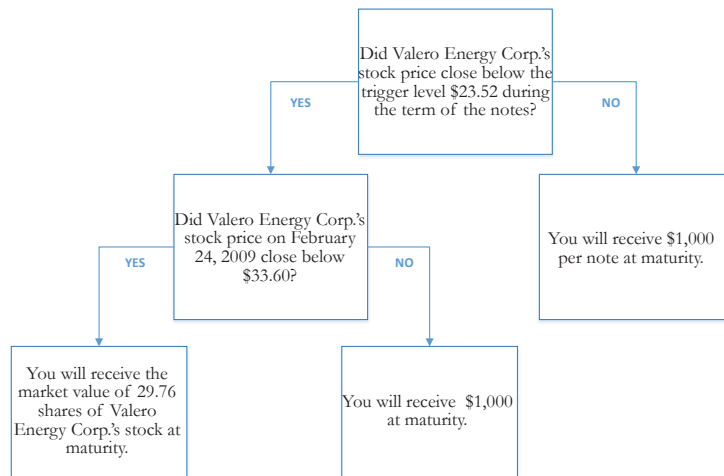 Did Valero Energy Corp.'s
stock price close below the
trigger level $23.52 during
the term of the notes?
YES
NO
Did Valero Energy Corp.'s
stock price on February
24, 2009 close below
$33.60?
You will receive $1,000
per note at maturity.
YES
NO
You will receive the
market value of 29.76
shares of Valero
Energy Corp.'s stock at
maturity.
You will receive $1,000
at maturity.